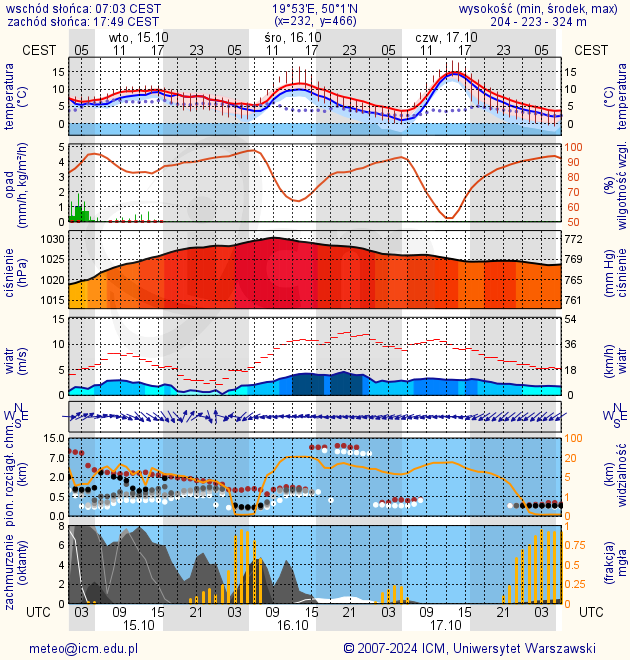 wschód słońca: 07:03 CEST
19°53'E, 50°1'N
wysokość (min, środek, max)
zachód słońca: 17:49 CEST
(x=232, y=466)
204 - 223 - 324 m
wto, 15.10 śro, 16.10 czw, 17.10
CEST 05 11 17 23 05 11 17 23 05 11 17 23 05 CEST
temperatura (°C)
15
10
5
0
15
10
5
0
temperatura (°C)
opad (mm/h, kg/m²/h)
5
4
3
2
1
0
100
90
80
70
60
50
wilgotność wzgl. (%)
ciśnienie (hPa)
1030
1025
1020
1015
772
769
765
761
ciśnienie (mm Hg)
wiatr (m/s)
15
10
5
0
54
36
18
0
wiatr (km/h)
N
W E
S
N
W E
S
pion. rozciągł. chm. (km)
15.0
7.0
2.0
0.5
0.0
100
20
5
1
0
widzialność (km)
zachmurzenie (oktanty)
8
6
4
2
0
1
0.75
0.5
0.25
0
mgła (frakcja)
UTC 03 09 15 21 03 09 15 21 03 09 15 21 03 UTC
15.10 16.10 17.10
meteo@icm.edu.pl
© 2007-2024 ICM, Uniwersytet Warszawski